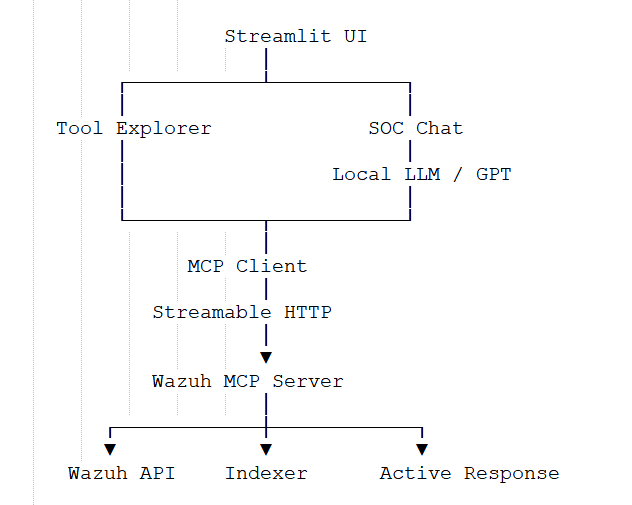 Streamlit UI
Tool Explorer SOC Chat
Local LLM / GPT
MCP Client
Streamable HTTP
Wazuh MCP Server
Wazuh API Indexer Active Response